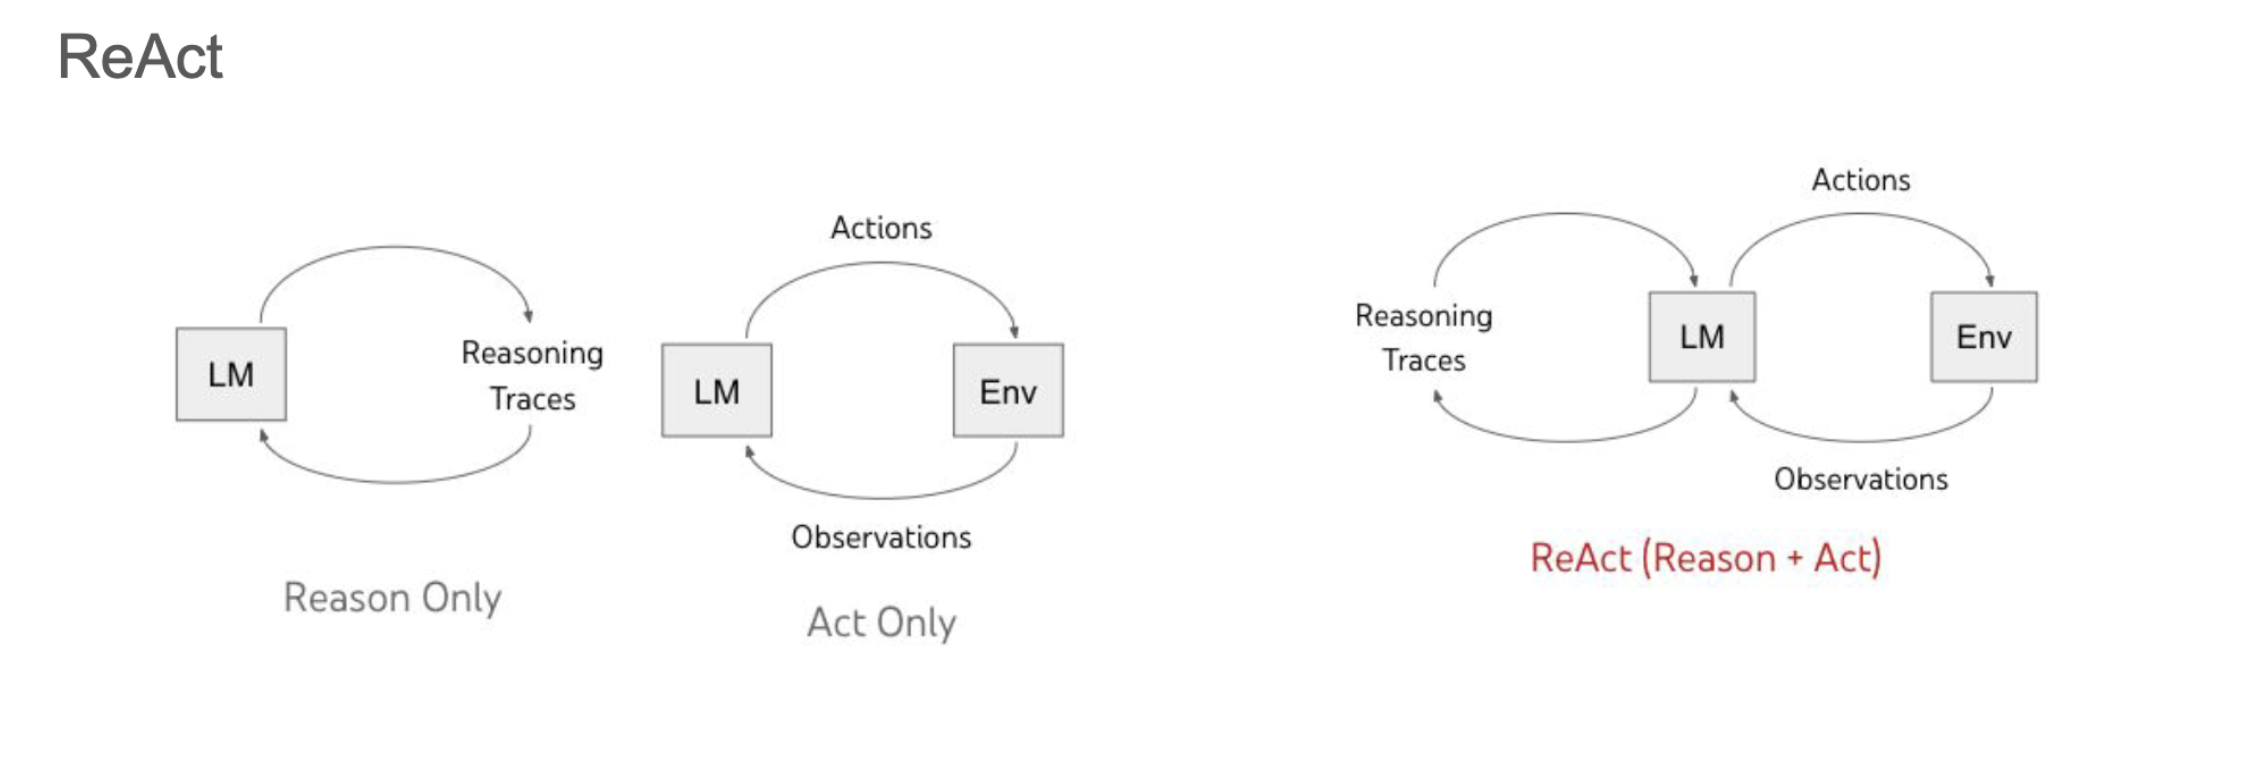 ReAct
LM
Reasoning
Traces
Reason Only
Actions
LM
Env
Observations
Act Only
Actions
Reasoning
Traces
LM
Env
Observations
ReAct (Reason + Act)